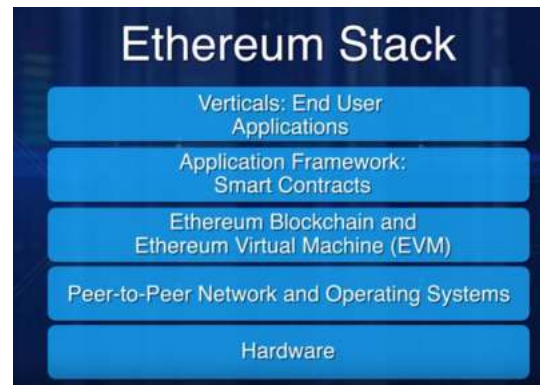 Ethereum Stack
Verticals: End User
Applications
Application Framework:
Smart Contracts
Ethereum Blockchain and
Ethereum Virtual Machine (EVM)
Peer-to-Peer Network and Operating Systems
Hardware